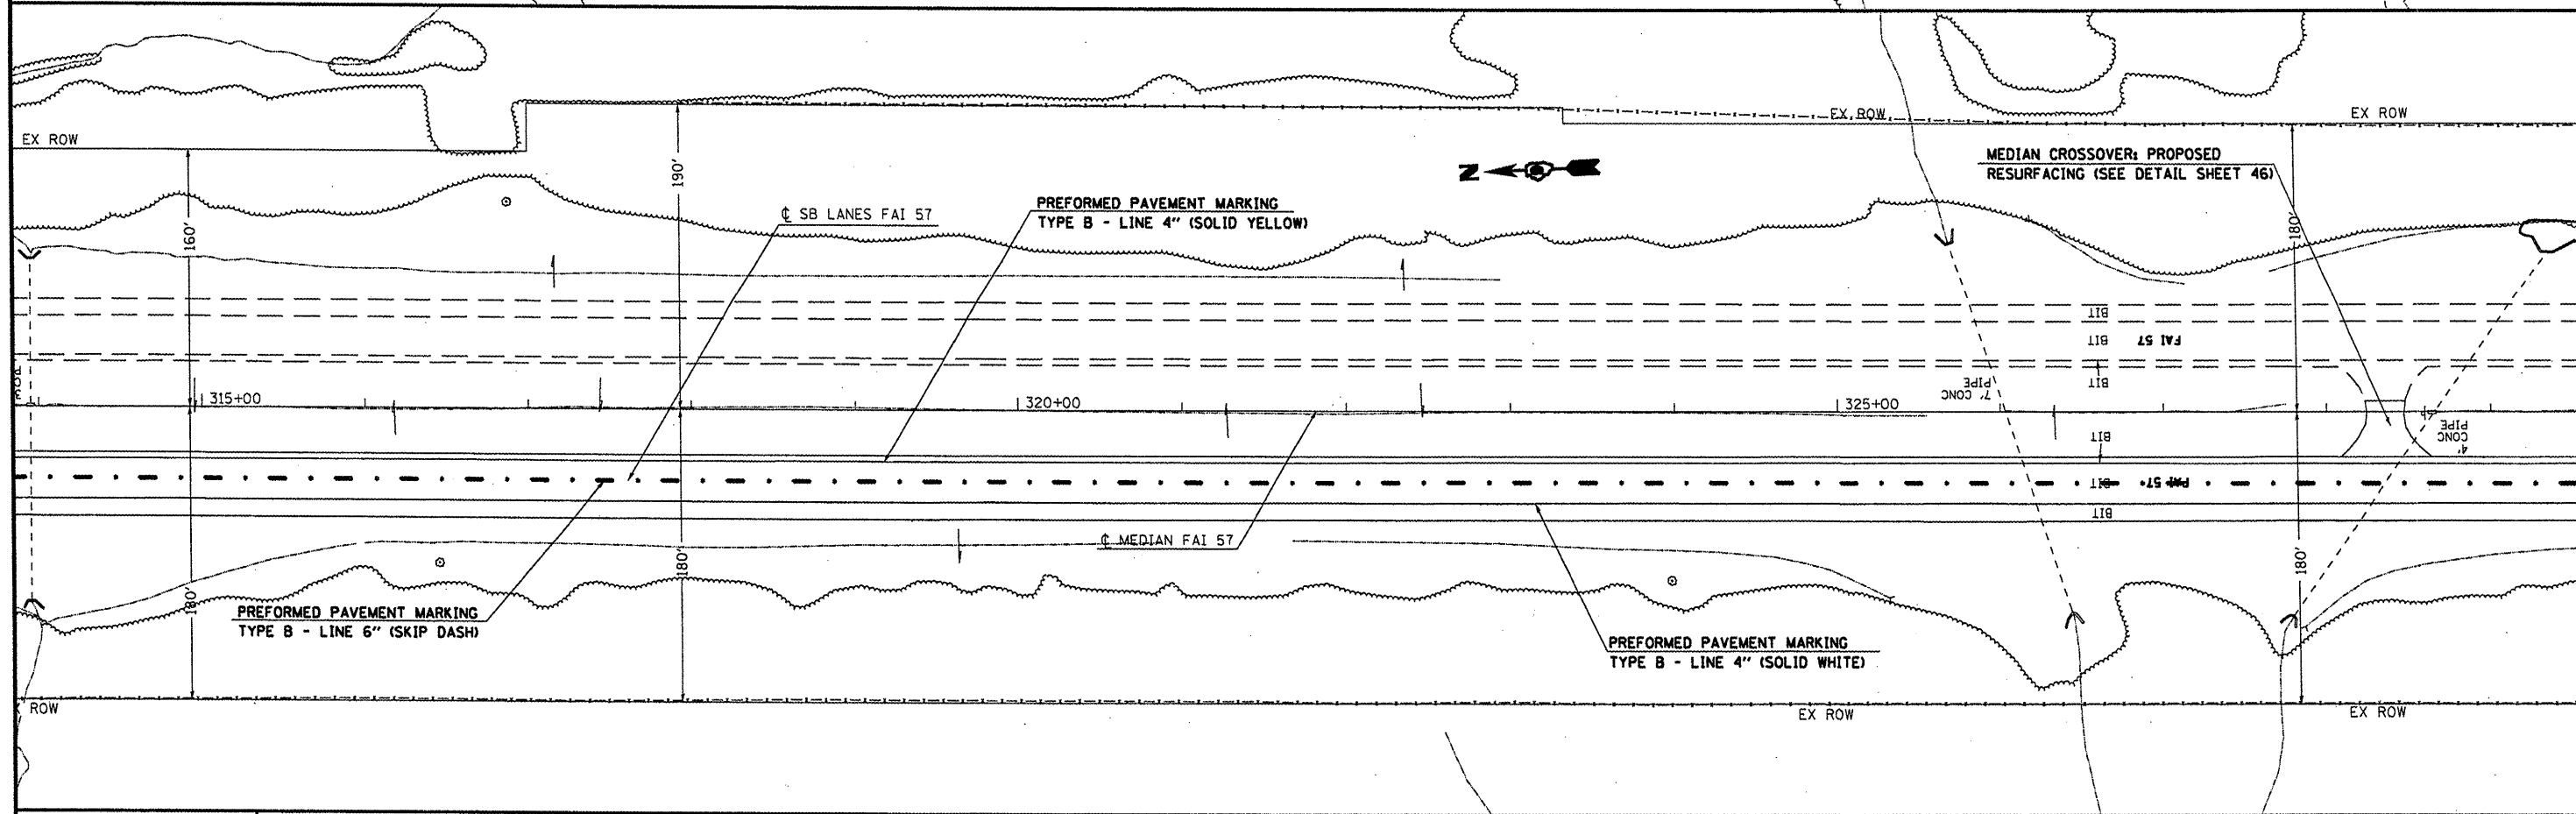 EX ROW
EX ROW
EX ROW
MEDIAN CROSSOVER: PROPOSED
RESURFACING (SEE DETAIL SHEET 46)
N
190'
PREFORMED PAVEMENT MARKING
TYPE B - LINE 4" (SOLID YELLOW)
℄ SB LANES FAI 57
160'
180'
BIT
BIT
FAI 57
BIT
7' CONC
PIPE
315+00
320+00
325+00
4'
CONC
PIPE
BIT
BIT
FAI 57
BIT
℄ MEDIAN FAI 57
180'
180'
180'
PREFORMED PAVEMENT MARKING
TYPE B - LINE 6" (SKIP DASH)
PREFORMED PAVEMENT MARKING
TYPE B - LINE 4" (SOLID WHITE)
ROW
EX ROW
EX ROW